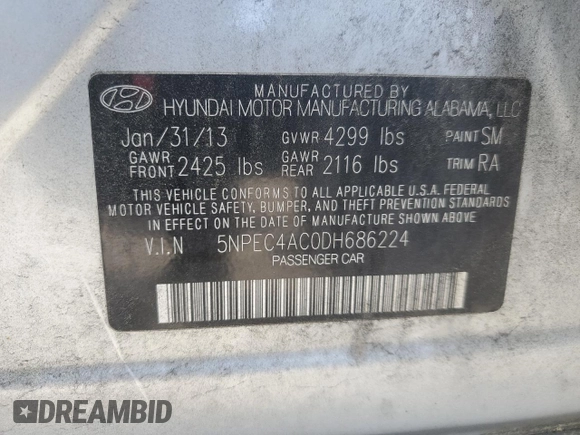 MANUFACTURED BY
HYUNDAI MOTOR MANUFACTURING ALABAMA, LLC
Jan/31/13 GVWR 4299 lbs PAINT SM
GAWR FRONT 2425 lbs GAWR REAR 2116 lbs TRIM RA
THIS VEHICLE CONFORMS TO ALL APPLICABLE U.S.A. FEDERAL
MOTOR VEHICLE SAFETY, BUMPER, AND THEFT PREVENTION STANDARDS
IN EFFECT ON THE DATE OF MANUFACTURE SHOWN ABOVE.
V.I.N 5NPEC4AC0DH686224
PASSENGER CAR
DREAMBID